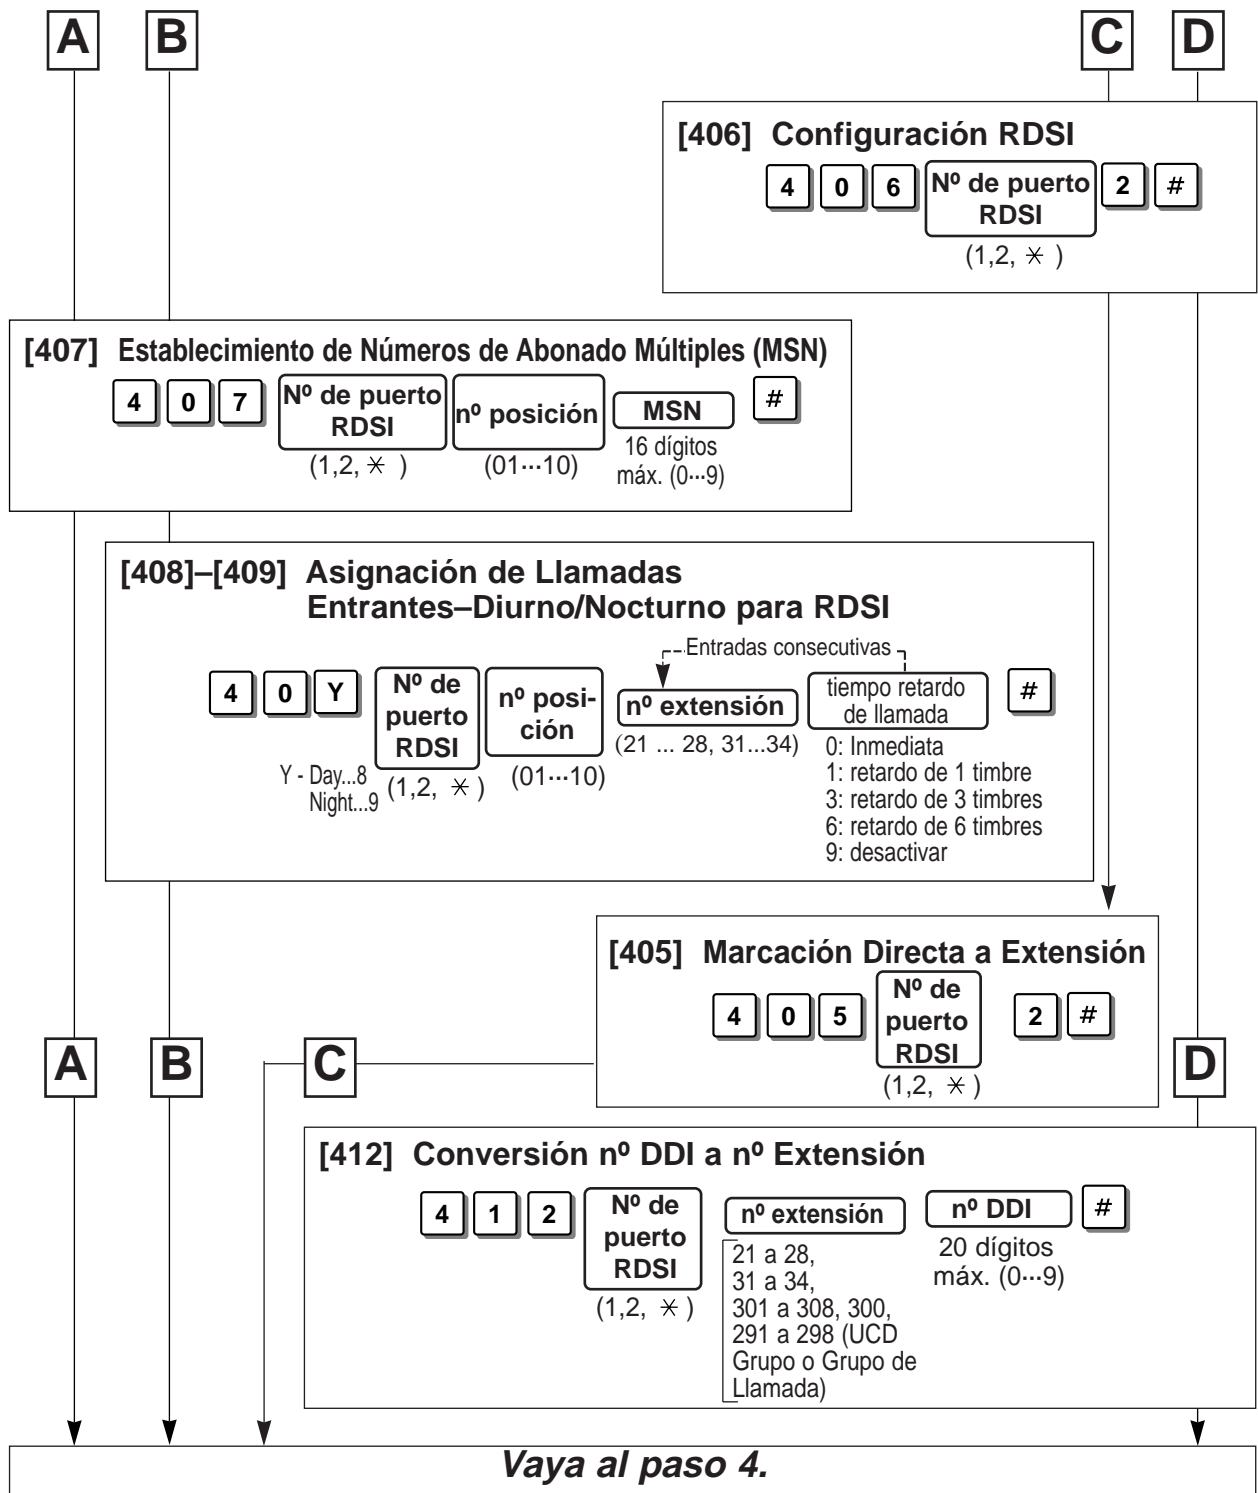 A B C D
[406] Configuración RDSI
4 0 6 Nº de puerto RDSI 2 #
(1,2, ✳ )
[407] Establecimiento de Números de Abonado Múltiples (MSN)
4 0 7 Nº de puerto RDSI nº posición MSN #
(1,2, ✳ ) (01···10) 16 dígitos
máx. (0···9)
[408]–[409] Asignación de Llamadas
Entrantes–Diurno/Nocturno para RDSI
Entradas consecutivas
4 0 Y Nº de puerto RDSI nº posi-ción nº extensión tiempo retardo de llamada #
Y - Day...8
Night...9
(1,2, ✳ ) (01···10) (21 ... 28, 31...34)
0: Inmediata
1: retardo de 1 timbre
3: retardo de 3 timbres
6: retardo de 6 timbres
9: desactivar
[405] Marcación Directa a Extensión
4 0 5 Nº de puerto RDSI 2 #
(1,2, ✳ )
A B C D
[412] Conversión nº DDI a nº Extensión
4 1 2 Nº de puerto RDSI nº extensión nº DDI #
(1,2, ✳ )
21 a 28,
31 a 34,
301 a 308, 300,
291 a 298 (UCD
Grupo o Grupo de
Llamada)
20 dígitos
máx. (0···9)
Vaya al paso 4.